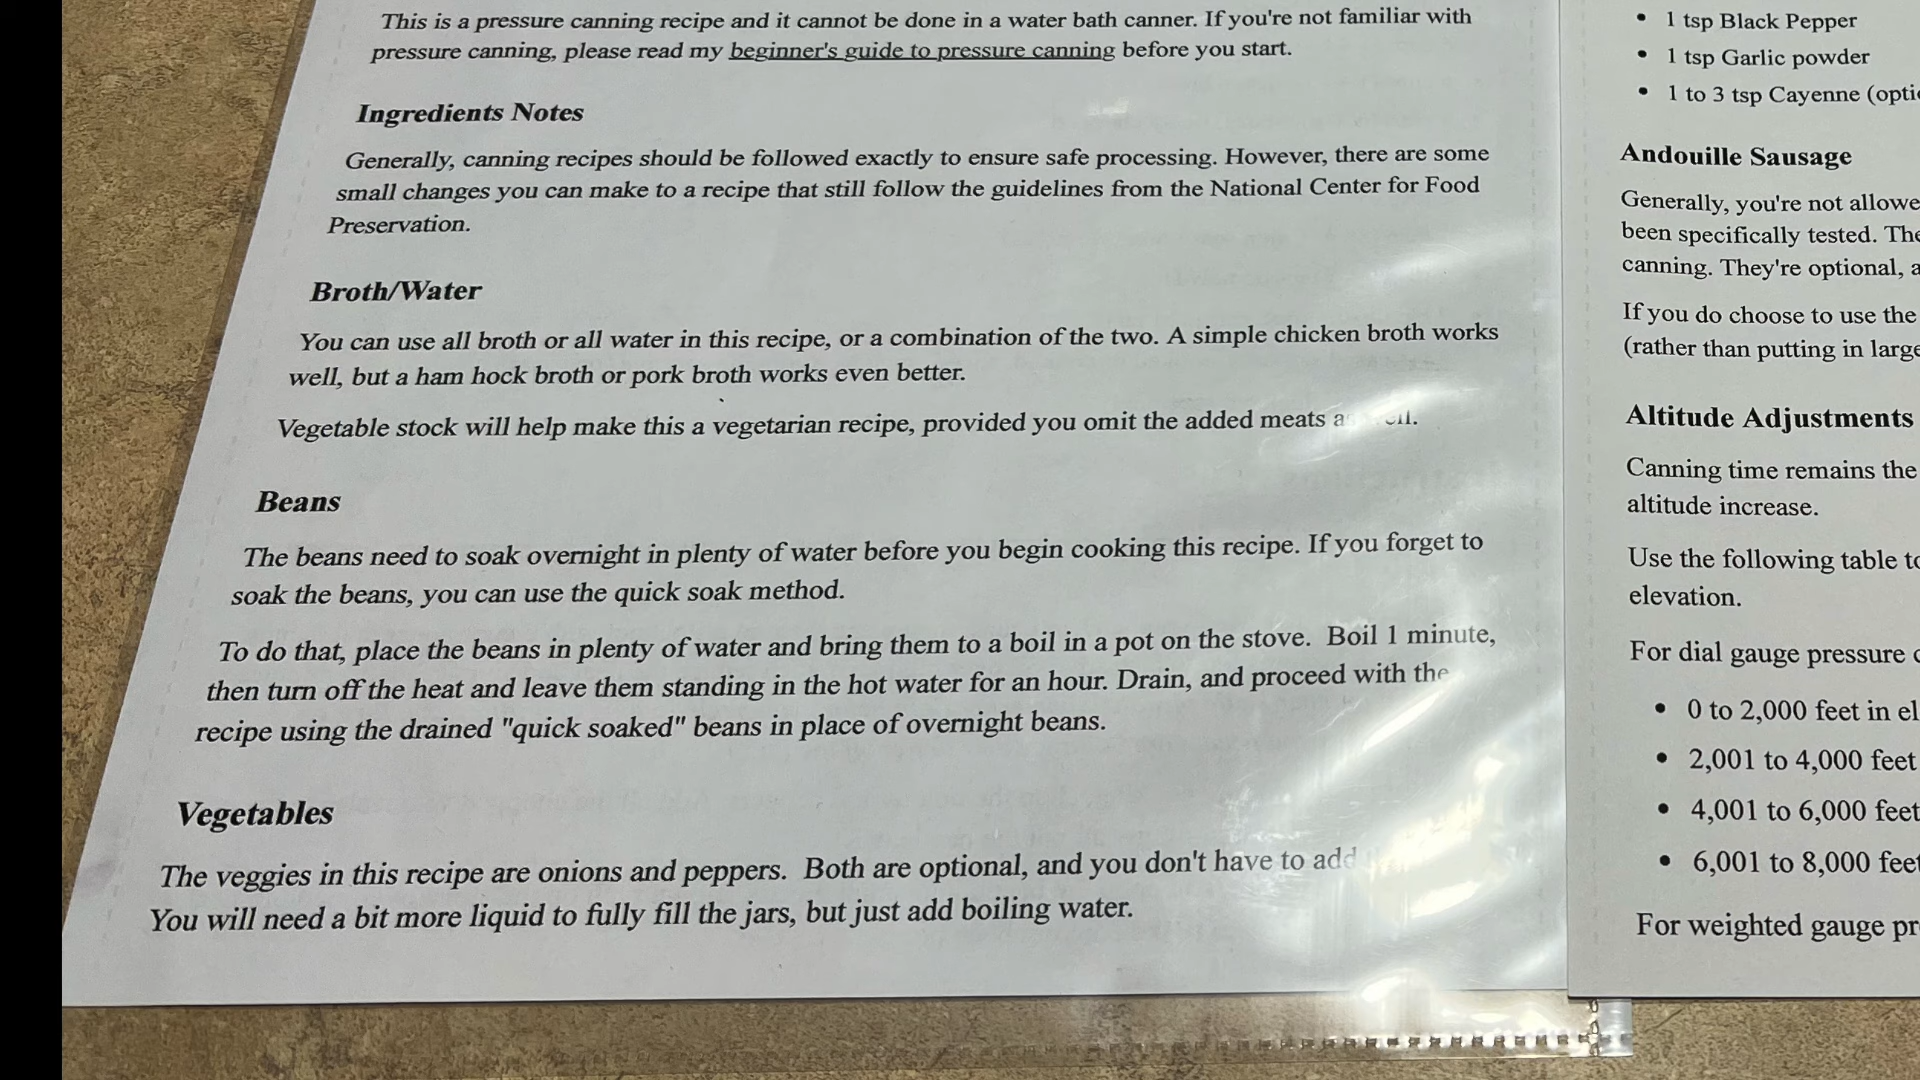 This is a pressure canning recipe and it cannot be done in a water bath canner. If you're not familiar with
pressure canning, please read my beginner's guide to pressure canning before you start.
Ingredients Notes
Generally, canning recipes should be followed exactly to ensure safe processing. However, there are some
small changes you can make to a recipe that still follow the guidelines from the National Center for Food
Preservation.
Broth/Water
You can use all broth or all water in this recipe, or a combination of the two. A simple chicken broth works
well, but a ham hock broth or pork broth works even better.
Vegetable stock will help make this a vegetarian recipe, provided you omit the added meats
Beans
The beans need to soak overnight in plenty of water before you begin cooking this recipe. If you forget to
soak the beans, you can use the quick soak method.
To do that, place the beans in plenty of water and bring them to a boil in a pot on the stove. Boil 1 minute,
then turn off the heat and leave them standing in the hot water for an hour. Drain, and proceed with the
recipe using the drained "quick soaked" beans in place of overnight beans.
Vegetables
The veggies in this recipe are onions and peppers. Both are optional, and you don't have to add
You will need a bit more liquid to fully fill the jars, but just add boiling water.
• 1 tsp Black Pepper
• 1 tsp Garlic powder
• 1 to 3 tsp Cayenne
Andouille Sausage
Generally, you're not
been specifically tested.
canning. They're optional,
If you do choose to use the
(rather than putting in
Altitude Adjustments
Canning time remains the
altitude increase.
Use the following table
elevation.
For dial gauge pressure
• 0 to 2,000 feet in
• 2,001 to 4,000 feet
• 4,001 to 6,000 feet
• 6,001 to 8,000 feet
For weighted gauge